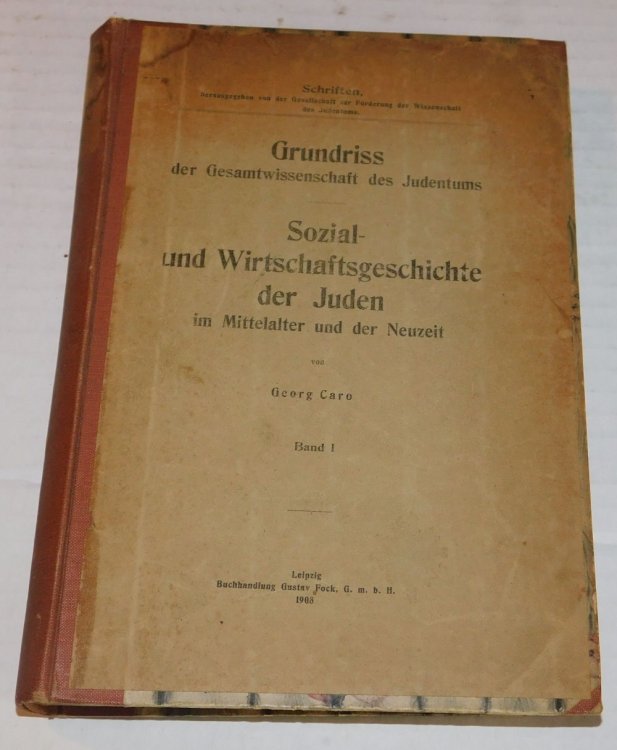 Schriften,
herausgegeben von der Gesellschaft zur Förderung der Wissenschaft
des Judentums.
Grundriss
der Gesamtwissenschaft des Judentums
Sozial-
und Wirtschaftsgeschichte
der Juden
im Mittelalter und der Neuzeit
von
Georg Caro
Band I
Leipzig
Buchhandlung Gustav Fock, G. m. b. H.
1908